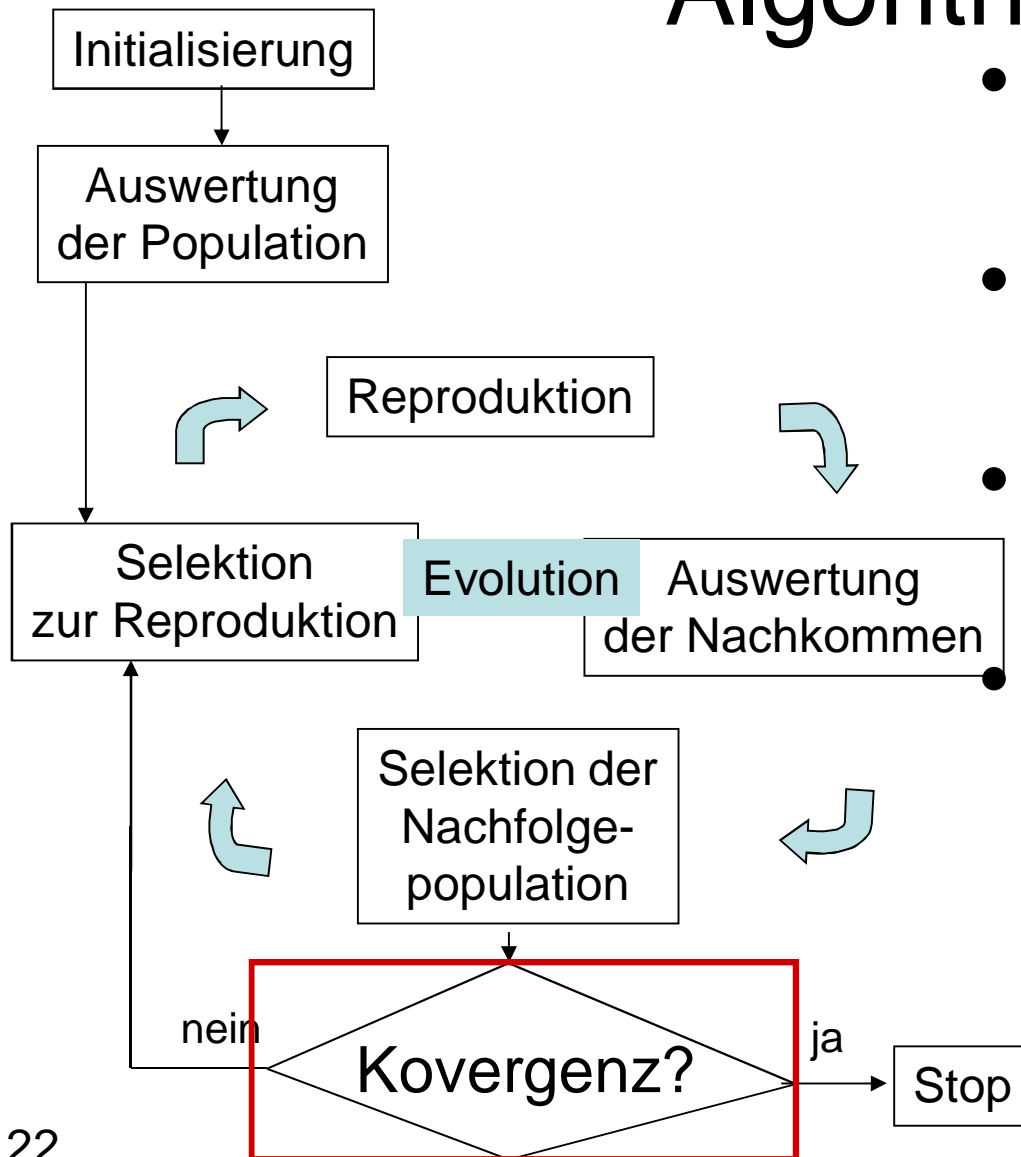 Algorith
Initialisierung
Auswertung
der Population
Reproduktion
Selektion
zur Reproduktion
Evolution
Auswertung
der Nachkommen
Selektion der
Nachfolge-
population
nein
Kovergenz?
ja
Stop
22